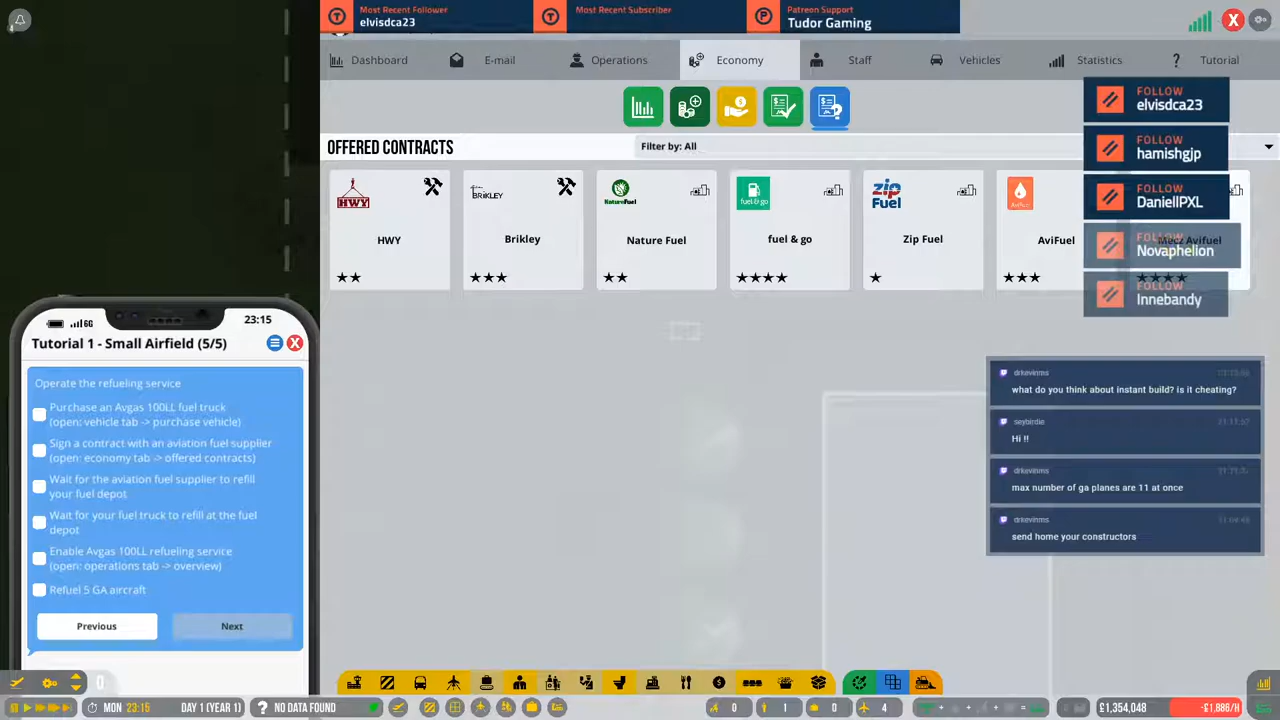 Most Recent Follower
elvisdca23
Most Recent Subscriber
Patreon Support
Tudor Gaming
Dashboard
E-mail
Operations
Economy
Staff
Vehicles
Statistics
Tutorial
OFFERED CONTRACTS
Filter by: All
HWY
HWY
BRIKLEY
Brikley
NatureFuel
Nature Fuel
fuel & go
fuel & go
zip Fuel
Zip Fuel
AviFuel
AviFuel
Mecz Avifuel
FOLLOW
elvisdca23
FOLLOW
hamishgjp
FOLLOW
DaniellPXL
FOLLOW
Novaphelion
FOLLOW
Innebandy
drkevinms
what do you think about instant build? is it cheating?
seybirdie
Hi !!
drkevinms
max number of ga planes are 11 at once
drkevinms
send home your constructors
6G
23:15
Tutorial 1 - Small Airfield (5/5)
Operate the refueling service
Purchase an Avgas 100LL fuel truck
(open: vehicle tab -> purchase vehicle)
Sign a contract with an aviation fuel supplier
(open: economy tab -> offered contracts)
Wait for the aviation fuel supplier to refill
your fuel depot
Wait for your fuel truck to refill at the fuel
depot
Enable Avgas 100LL refueling service
(open: operations tab -> overview)
Refuel 5 GA aircraft
Previous
Next
0
MON 23:15
DAY 1 (YEAR 1)
NO DATA FOUND
0
1
0
4
£1,354,048
-£1,886/H